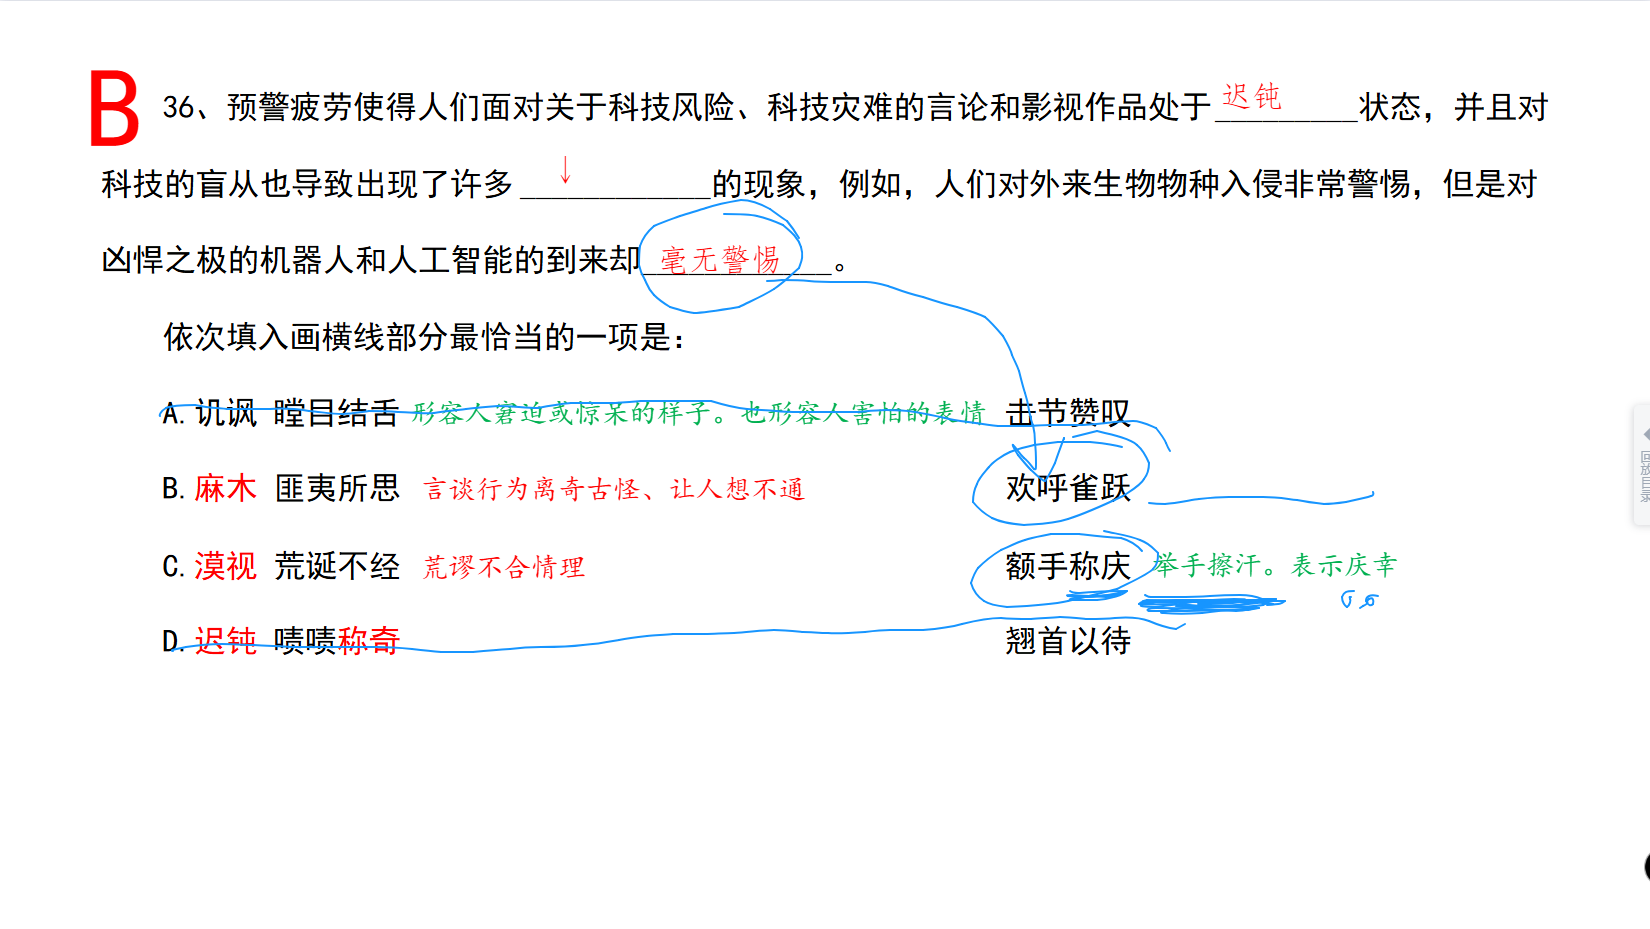 B
36、预警疲劳使得人们面对关于科技风险、科技灾难的言论和影视作品处于 迟钝 状态，并且对
科技的盲从也导致出现了许多____________的现象，例如，人们对外来生物物种入侵非常警惕，但是对
凶悍之极的机器人和人工智能的到来却 毫无警惕 。
依次填入画横线部分最恰当的一项是：
A. 讥讽 瞠目结舌 形容人窘迫或惊呆的样子。也形容人害怕的表情 击节赞叹
B. 麻木 匪夷所思 言谈行为离奇古怪、让人想不通 欢呼雀跃
C. 漠视 荒诞不经 荒谬不合情理 额手称庆 举手擦汗。表示庆幸
D. 迟钝 啧啧称奇 翘首以待
回放目录